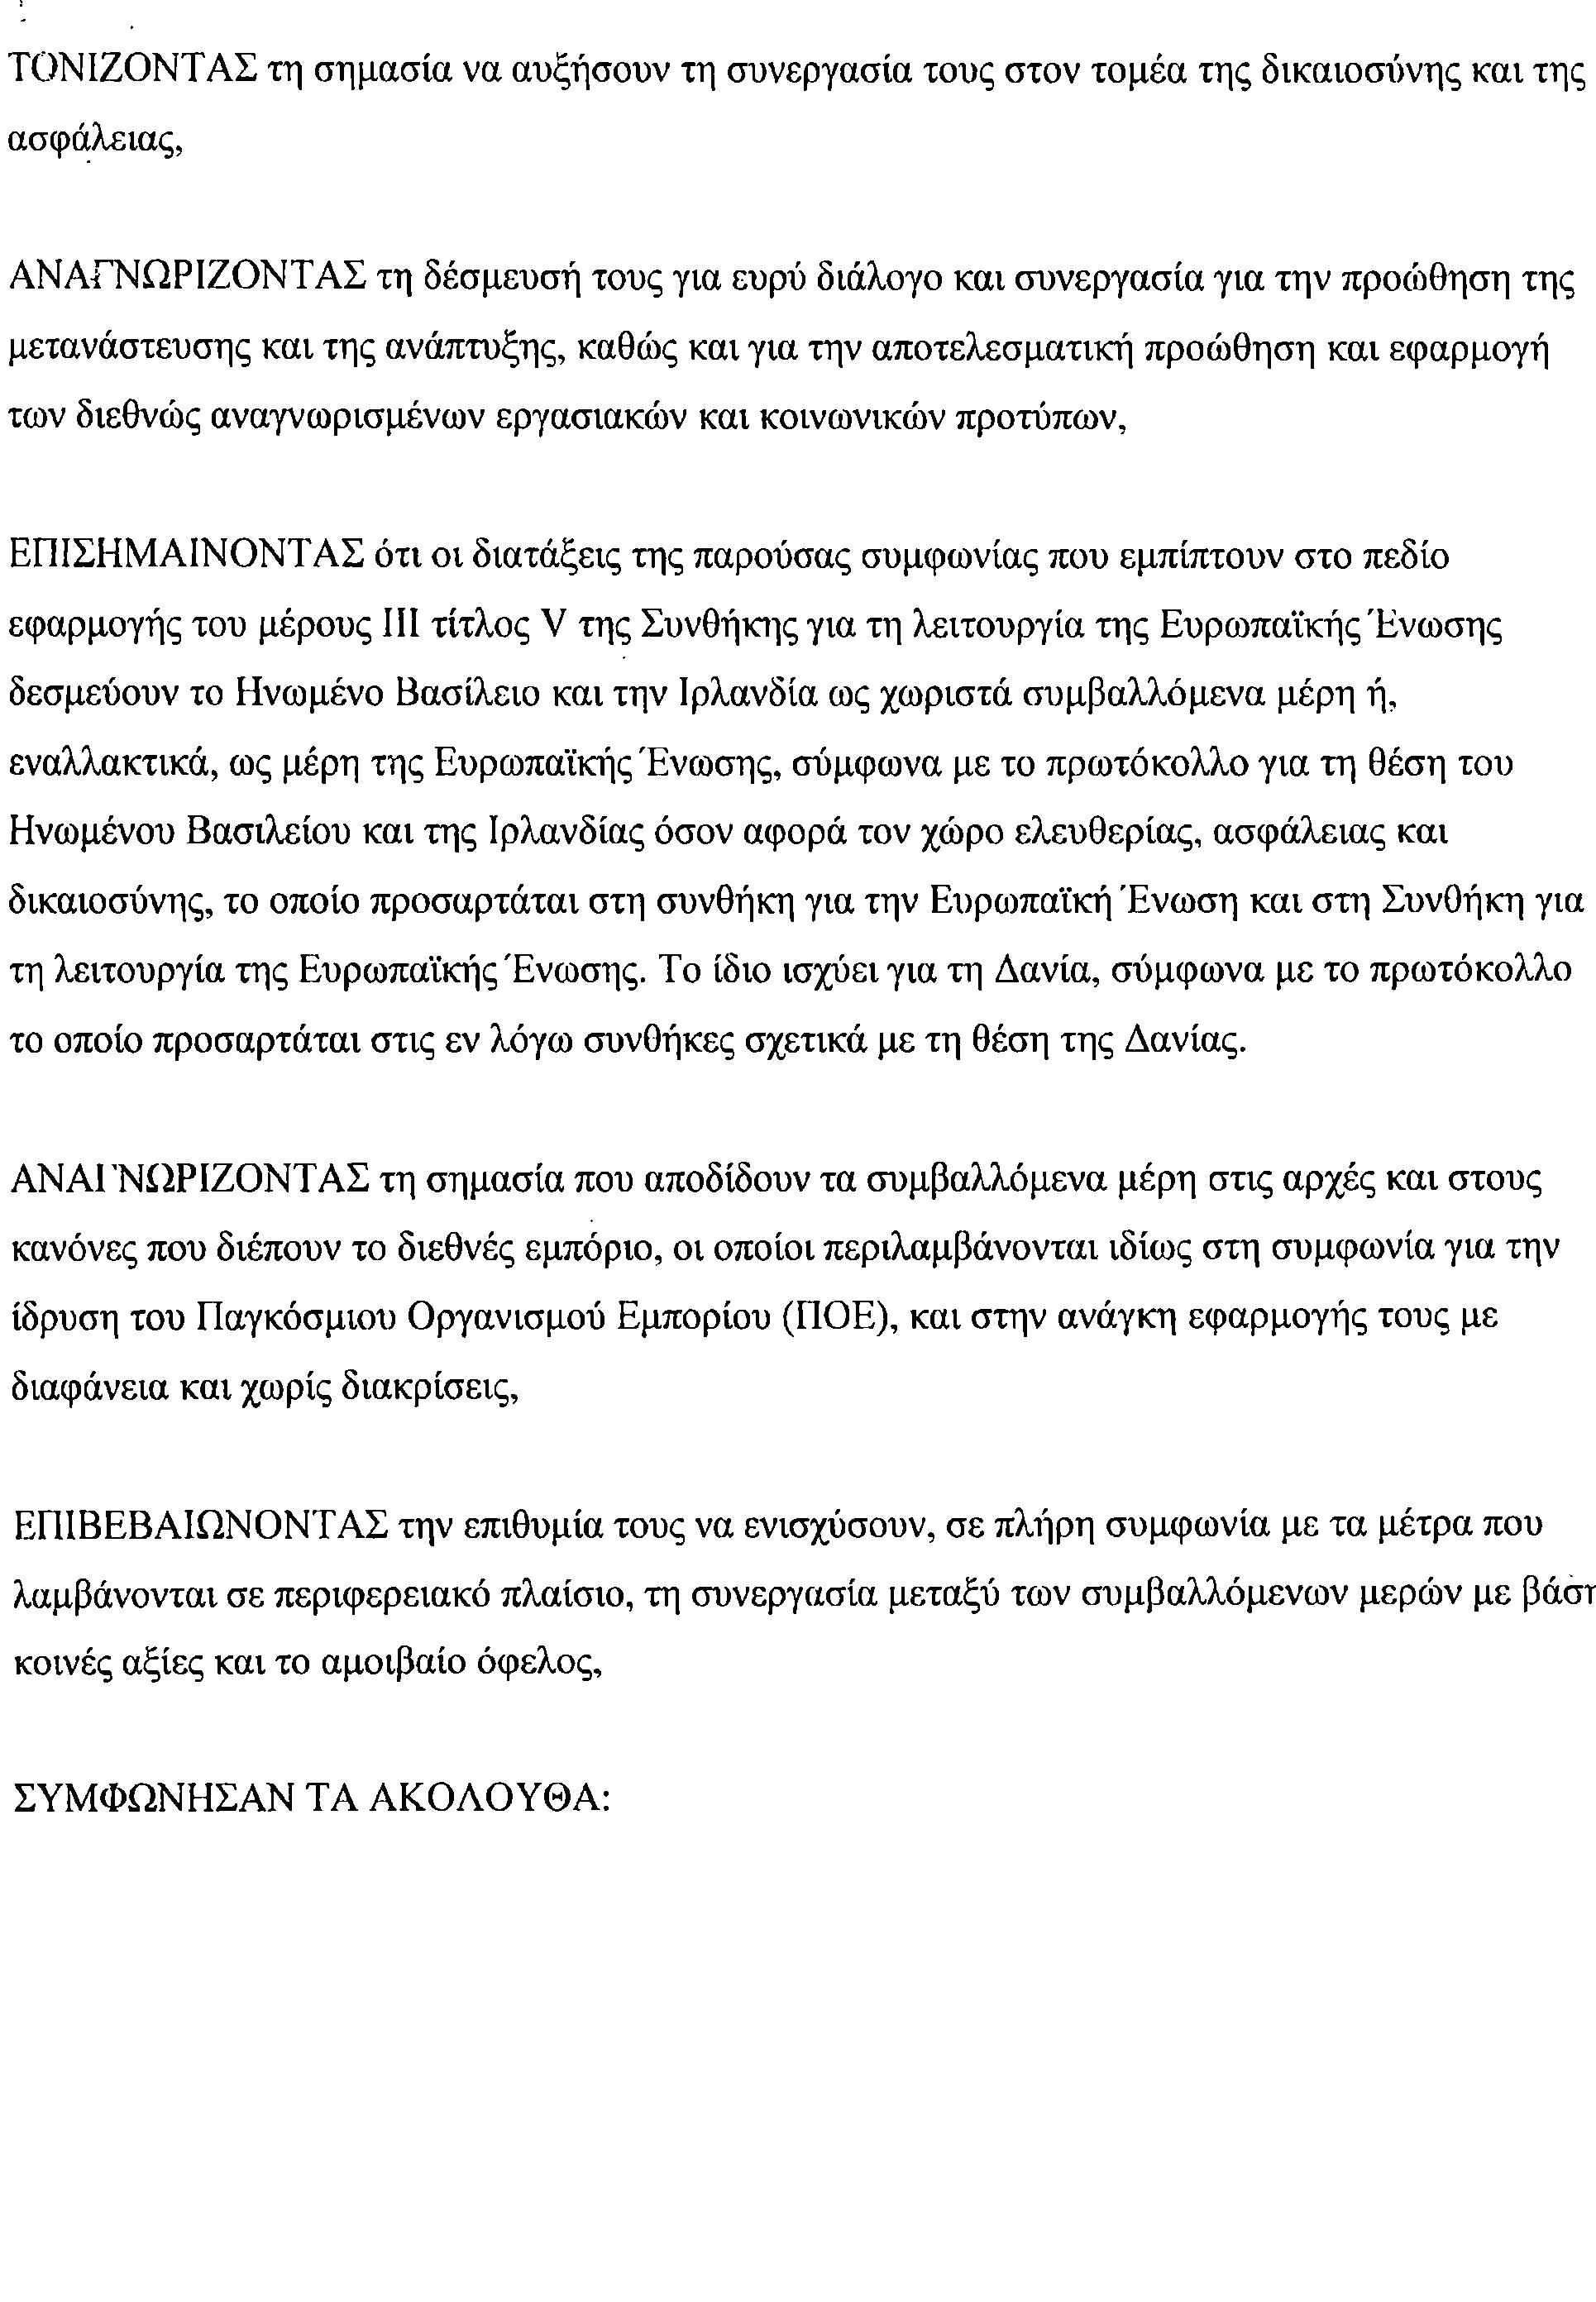 ΤΟΝΙΖΟΝΤΑΣ τη σημασία να αυξήσουν τη συνεργασία τους στον τομέα της δικαιοσύνης και της
ασφάλειας,
ΑΝΑΓΝΩΡΙΖΟΝΤΑΣ τη δέσμευσή τους για ευρύ διάλογο και συνεργασία για την προώθηση της
μετανάστευσης και της ανάπτυξης, καθώς και για την αποτελεσματική προώθηση και εφαρμογή
των διεθνώς αναγνωρισμένων εργασιακών και κοινωνικών προτύπων,
ΕΠΙΣΗΜΑΙΝΟΝΤΑΣ ότι οι διατάξεις της παρούσας συμφωνίας που εμπίπτουν στο πεδίο
εφαρμογής του μέρους III τίτλος V της Συνθήκης για τη λειτουργία της Ευρωπαϊκής Ένωσης
δεσμεύουν το Ηνωμένο Βασίλειο και την Ιρλανδία ως χωριστά συμβαλλόμενα μέρη ή,
εναλλακτικά, ως μέρη της Ευρωπαϊκής Ένωσης, σύμφωνα με το πρωτόκολλο για τη θέση του
Ηνωμένου Βασιλείου και της Ιρλανδίας όσον αφορά τον χώρο ελευθερίας, ασφάλειας και
δικαιοσύνης, το οποίο προσαρτάται στη συνθήκη για την Ευρωπαϊκή Ένωση και στη Συνθήκη για
τη λειτουργία της Ευρωπαϊκής Ένωσης. Το ίδιο ισχύει για τη Δανία, σύμφωνα με το πρωτόκολλο
το οποίο προσαρτάται στις εν λόγω συνθήκες σχετικά με τη θέση της Δανίας.
ΑΝΑΓΝΩΡΙΖΟΝΤΑΣ τη σημασία που αποδίδουν τα συμβαλλόμενα μέρη στις αρχές και στους
κανόνες που διέπουν το διεθνές εμπόριο, οι οποίοι περιλαμβάνονται ιδίως στη συμφωνία για την
ίδρυση του Παγκόσμιου Οργανισμού Εμπορίου (ΠΟΕ), και στην ανάγκη εφαρμογής τους με
διαφάνεια και χωρίς διακρίσεις,
ΕΠΙΒΕΒΑΙΩΝΟΝΤΑΣ την επιθυμία τους να ενισχύσουν, σε πλήρη συμφωνία με τα μέτρα που
λαμβάνονται σε περιφερειακό πλαίσιο, τη συνεργασία μεταξύ των συμβαλλόμενων μερών με βάση
κοινές αξίες και το αμοιβαίο όφελος,
ΣΥΜΦΩΝΗΣΑΝ ΤΑ ΑΚΟΛΟΥΘΑ: